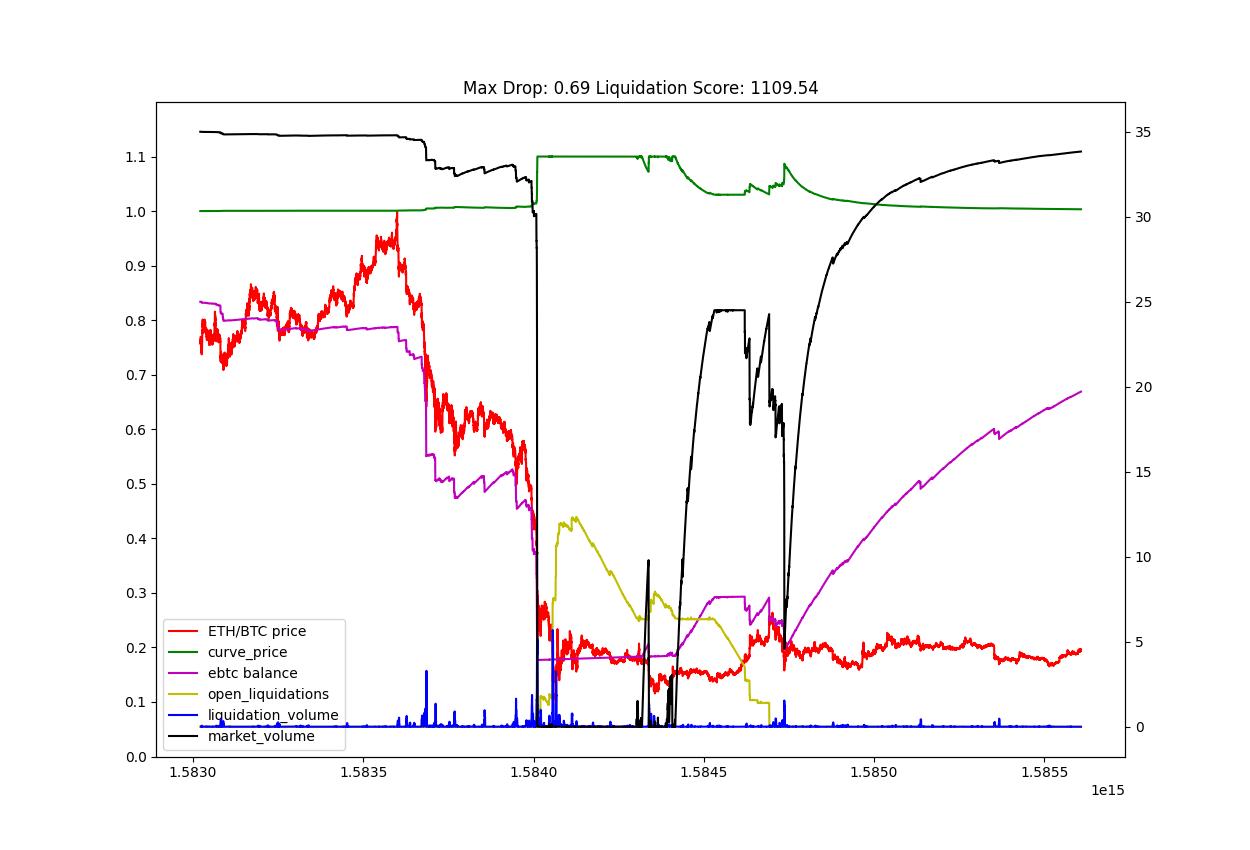 Max Drop: 0.69 Liquidation Score: 1109.54
1.1
1.0
0.9
0.8
0.7
0.6
0.5
0.4
0.3
0.2
0.1
0.0
35
30
25
20
15
10
5
0
ETH/BTC price
curve_price
ebtc balance
open_liquidations
liquidation_volume
market_volume
1.5830 1.5835 1.5840 1.5845 1.5850 1.5855
1e15